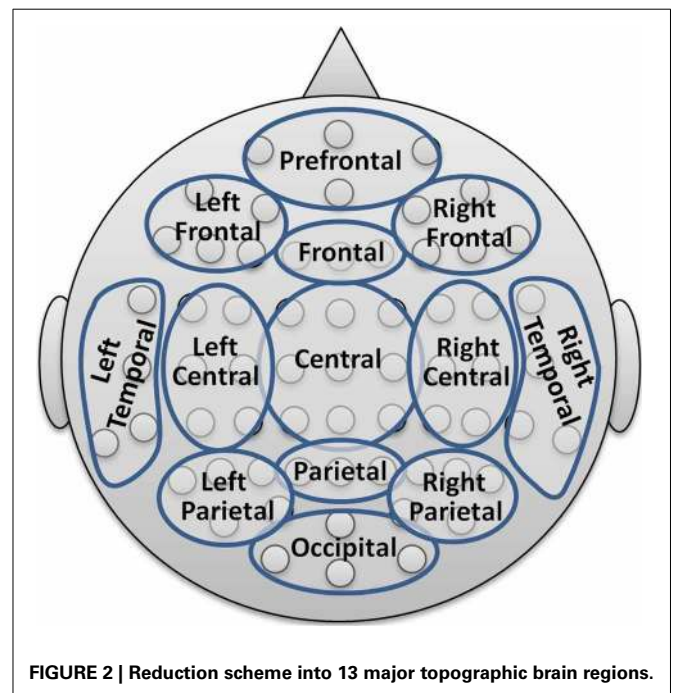 Prefrontal
Left
Frontal
Right
Frontal
Frontal
Left
Temporal
Left
Central
Central
Right
Central
Right
Temporal
Left
Parietal
Parietal
Right
Parietal
Occipital
FIGURE 2 | Reduction scheme into 13 major topographic brain regions.